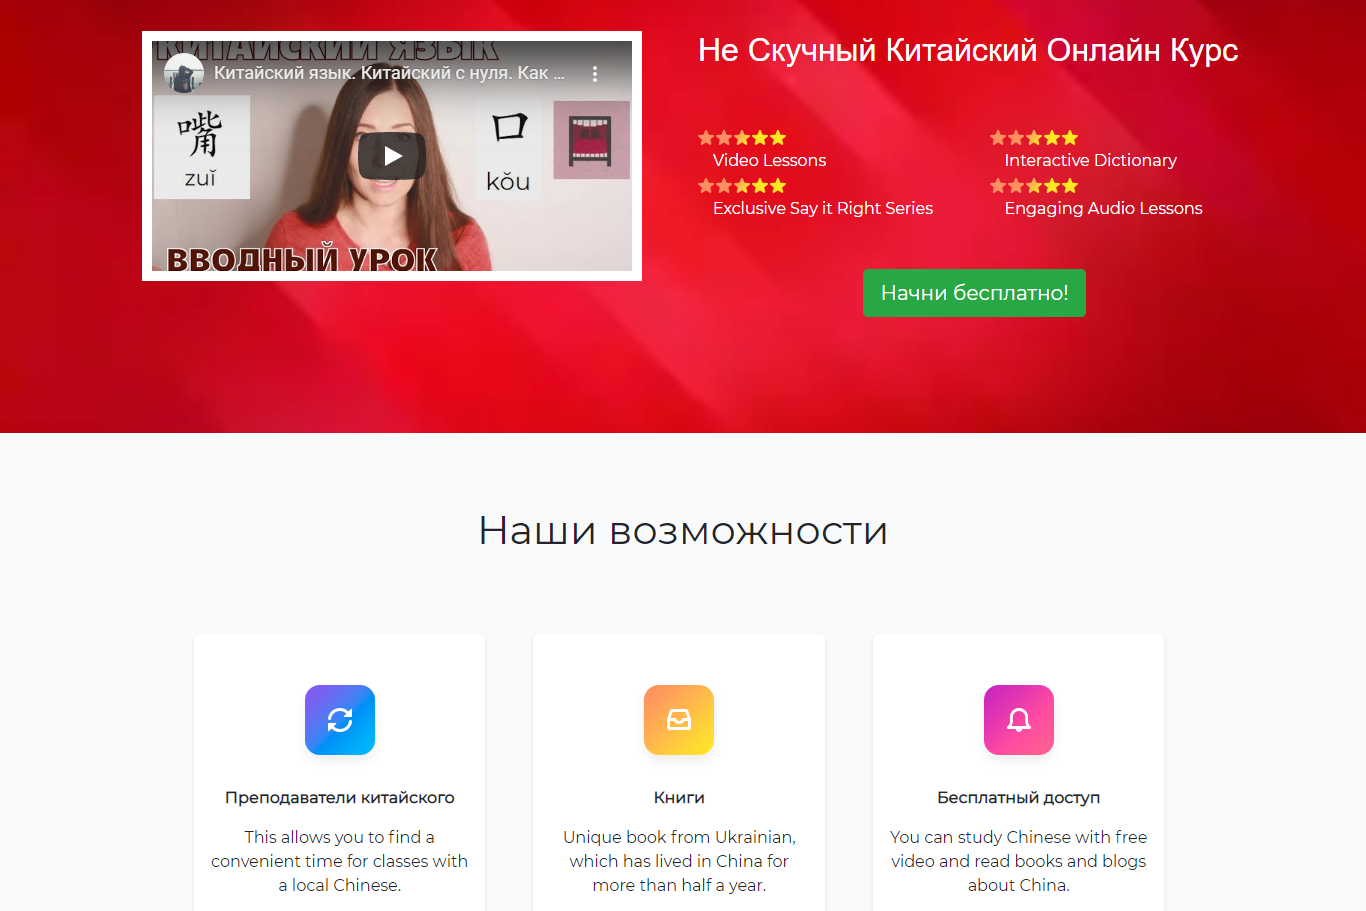 КИТАЙСКИЙ ЯЗЫК
Китайский язык. Китайский с нуля. Как ...
嘴
zuǐ
口
kǒu
ВВОДНЫЙ УРОК
Не Скучный Китайский Онлайн Курс
Video Lessons
Interactive Dictionary
Exclusive Say it Right Series
Engaging Audio Lessons
Начни бесплатно!
Наши возможности
Преподаватели китайского
This allows you to find a
convenient time for classes with
a local Chinese.
Книги
Unique book from Ukrainian,
which has lived in China for
more than half a year.
Бесплатный доступ
You can study Chinese with free
video and read books and blogs
about China.